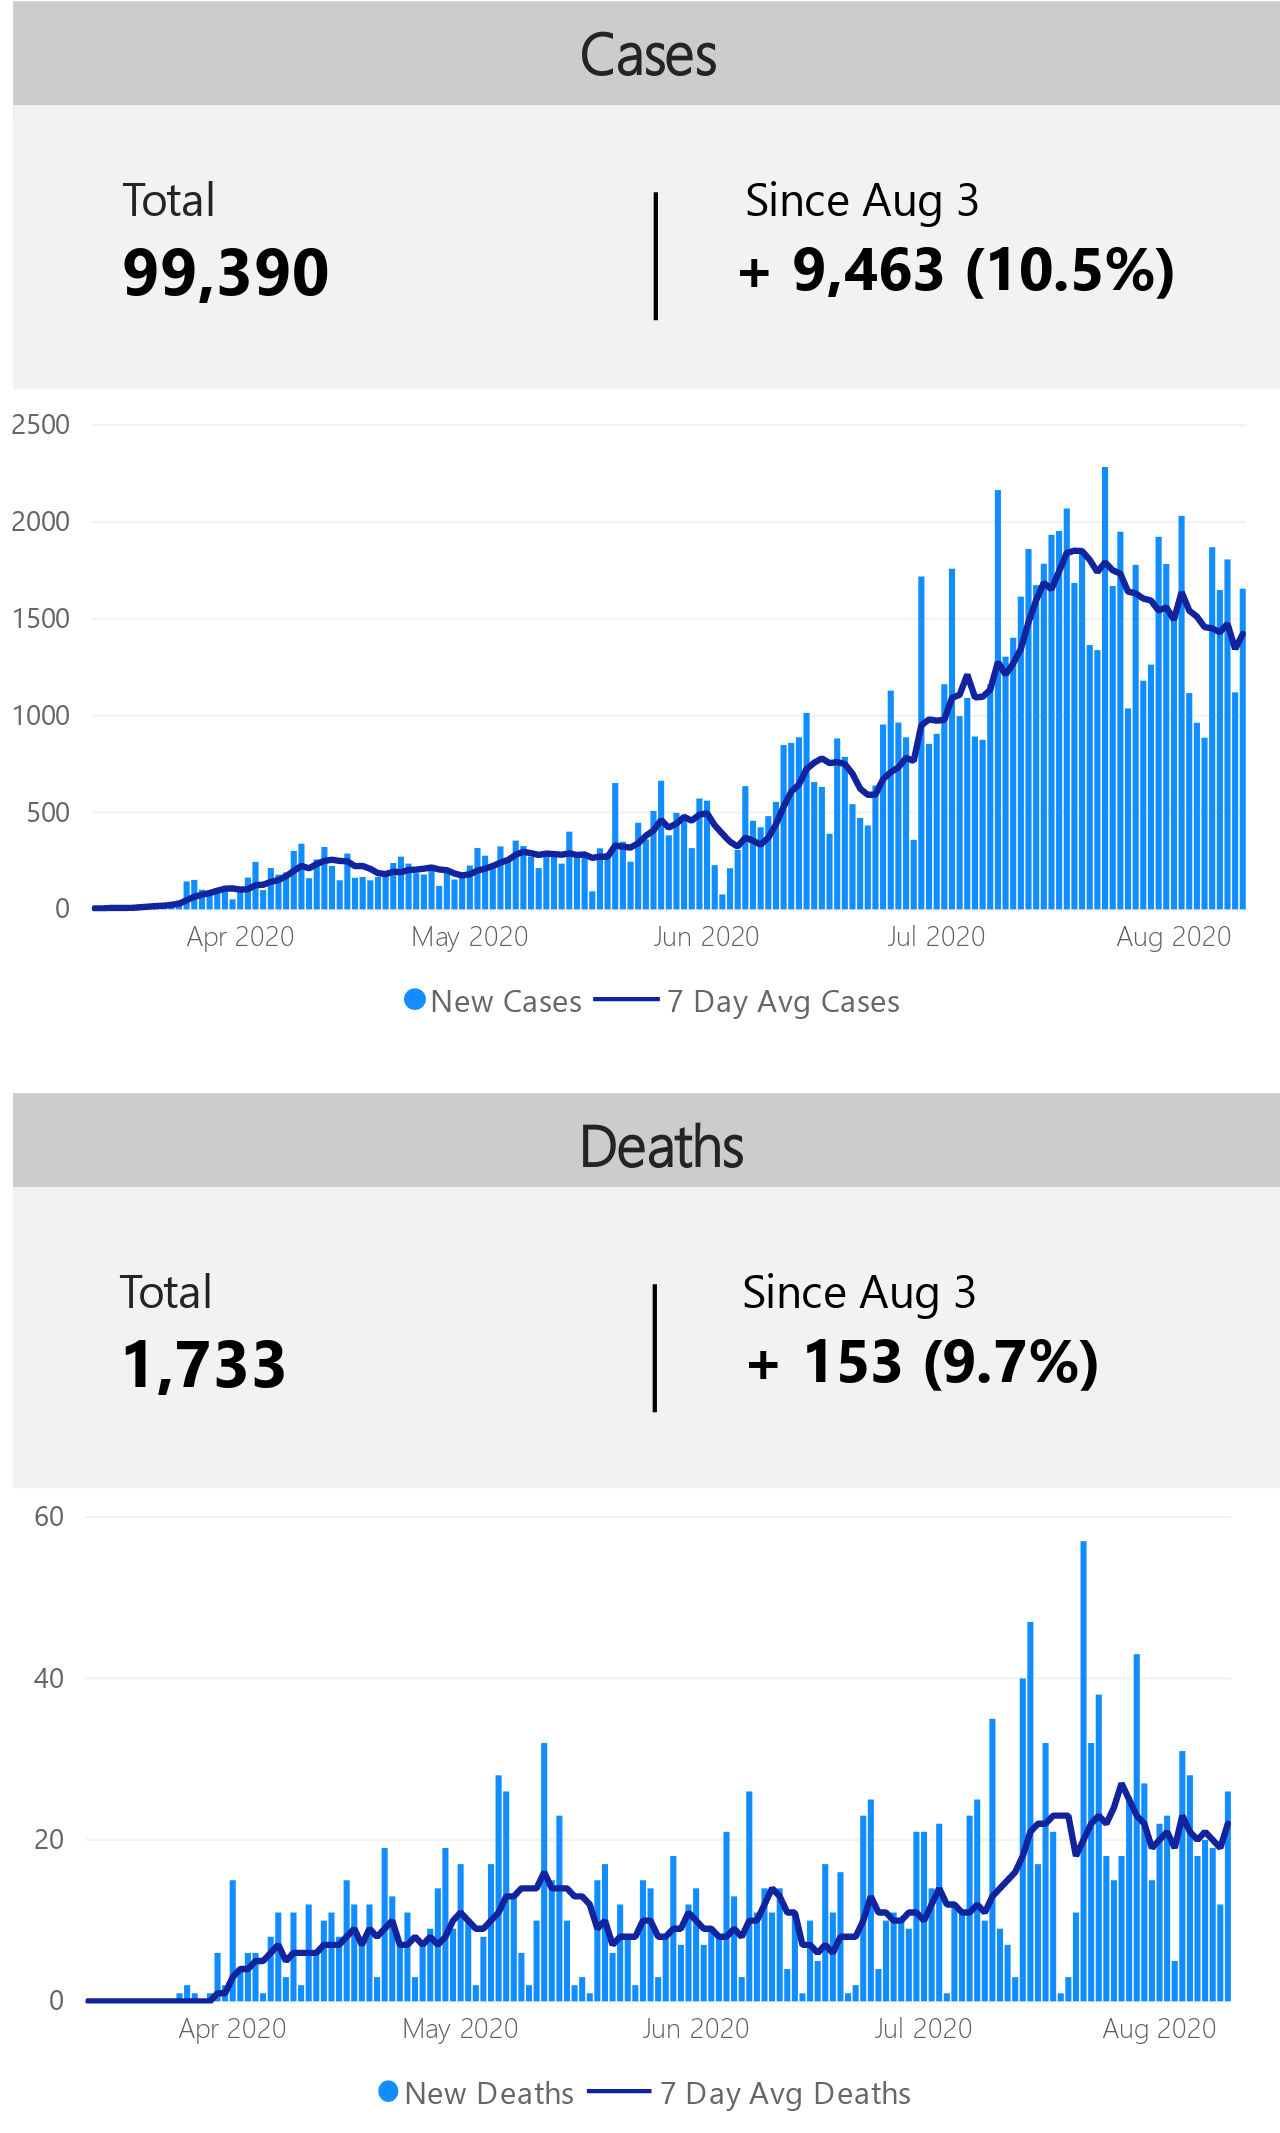 Cases
Total
Since Aug 3
99,390
+ 9,463 (10.5%)
2500
2000
1500
1000
500
0
Apr 2020
May 2020
Jun 2020
Jul 2020
Aug 2020
New Cases
7 Day Avg Cases
Deaths
Total
Since Aug 3
1,733
+ 153 (9.7%)
60
40
20
0
Apr 2020
May 2020
Jun 2020
Jul 2020
Aug 2020
New Deaths
7 Day Avg Deaths